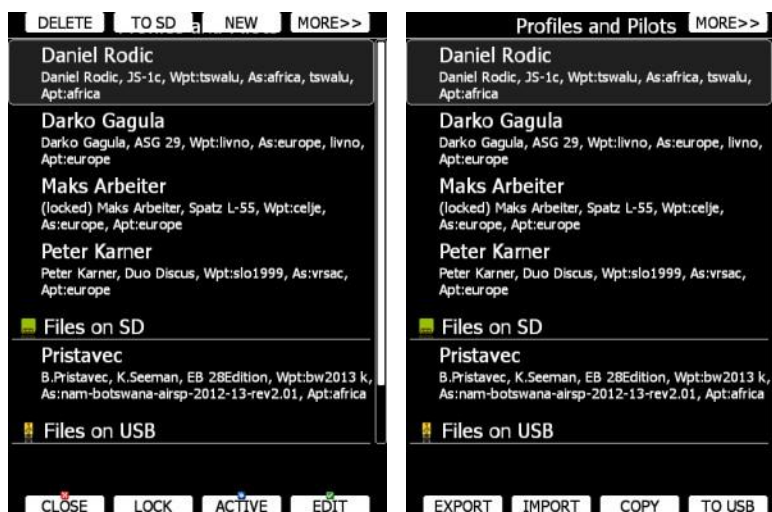 DELETE TO SD NEW MORE>>
Daniel Rodic
Daniel Rodic, JS-1c, Wpt:tswalu, As:africa, tswalu,
Apt:africa
Darko Gagula
Darko Gagula, ASG 29, Wpt:livno, As:europe, livno,
Apt:europe
Maks Arbeiter
(locked) Maks Arbeiter, Spatz L-55, Wpt:celje,
As:europe, Apt:europe
Peter Karner
Peter Karner, Duo Discus, Wpt:slo1999, As:vrsac,
Apt:europe
Files on SD
Pristavec
B.Pristavec, K.Seeman, EB 28Edition, Wpt:bw2013 k,
As:nam-botswana-airsp-2012-13-rev2.01, Apt:africa
Files on USB
CLOSE LOCK ACTIVE EDIT
Profiles and Pilots MORE>>
Daniel Rodic
Daniel Rodic, JS-1c, Wpt:tswalu, As:africa, tswalu,
Apt:africa
Darko Gagula
Darko Gagula, ASG 29, Wpt:livno, As:europe, livno,
Apt:europe
Maks Arbeiter
(locked) Maks Arbeiter, Spatz L-55, Wpt:celje,
As:europe, Apt:europe
Peter Karner
Peter Karner, Duo Discus, Wpt:slo1999, As:vrsac,
Apt:europe
Files on SD
Pristavec
B.Pristavec, K.Seeman, EB 28Edition, Wpt:bw2013 k,
As:nam-botswana-airsp-2012-13-rev2.01, Apt:africa
Files on USB
EXPORT IMPORT COPY TO USB